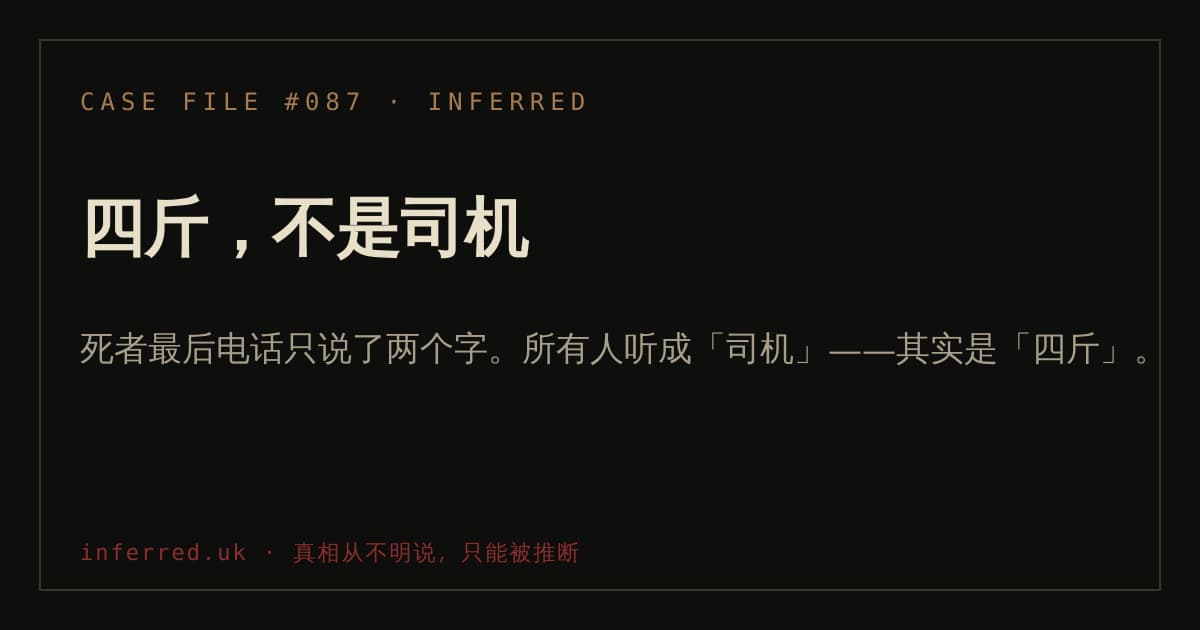 CASE FILE #087 · INFERRED
四斤，不是司机
死者最后电话只说了两个字。所有人听成「司机」——其实是「四斤」。
inferred.uk · 真相从不明说，只能被推断